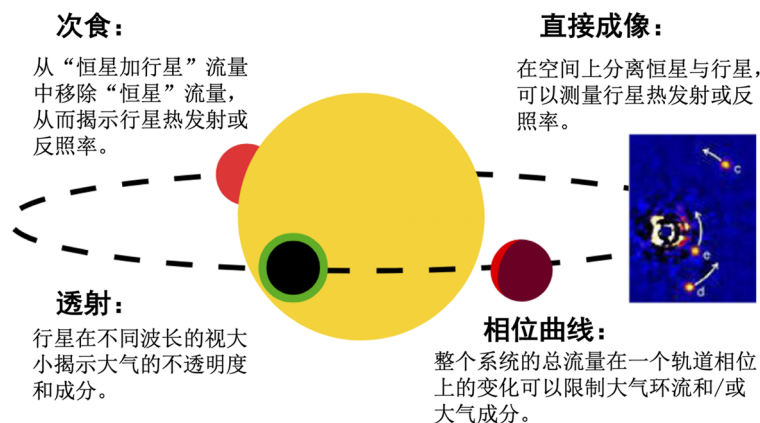 次食：
从“恒星加行星”流量
中移除“恒星”流量，
从而揭示行星热发射或
反照率。
直接成像：
在空间上分离恒星与行星，
可以测量行星热发射或反
照率。
c
e
d
透射：
行星在不同波长的视大
小揭示大气的不透明度
和成分。
相位曲线：
整个系统的总流量在一个轨道相位
上的变化可以限制大气环流和/或
大气成分。